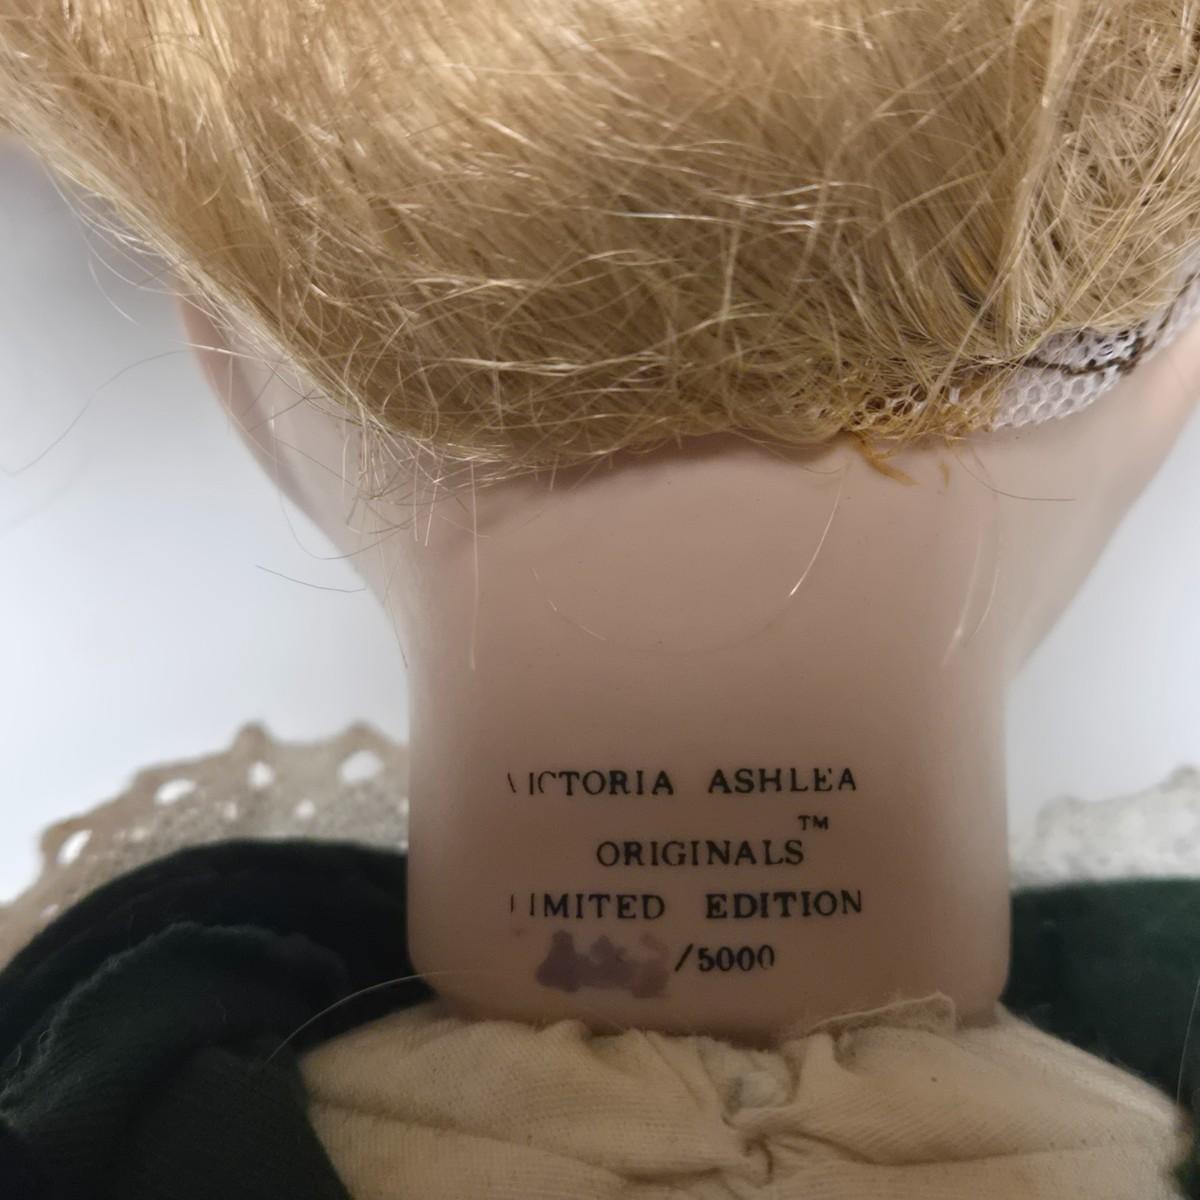 VICTORIA ASHLEA
ORIGINALS™
LIMITED EDITION
/5000